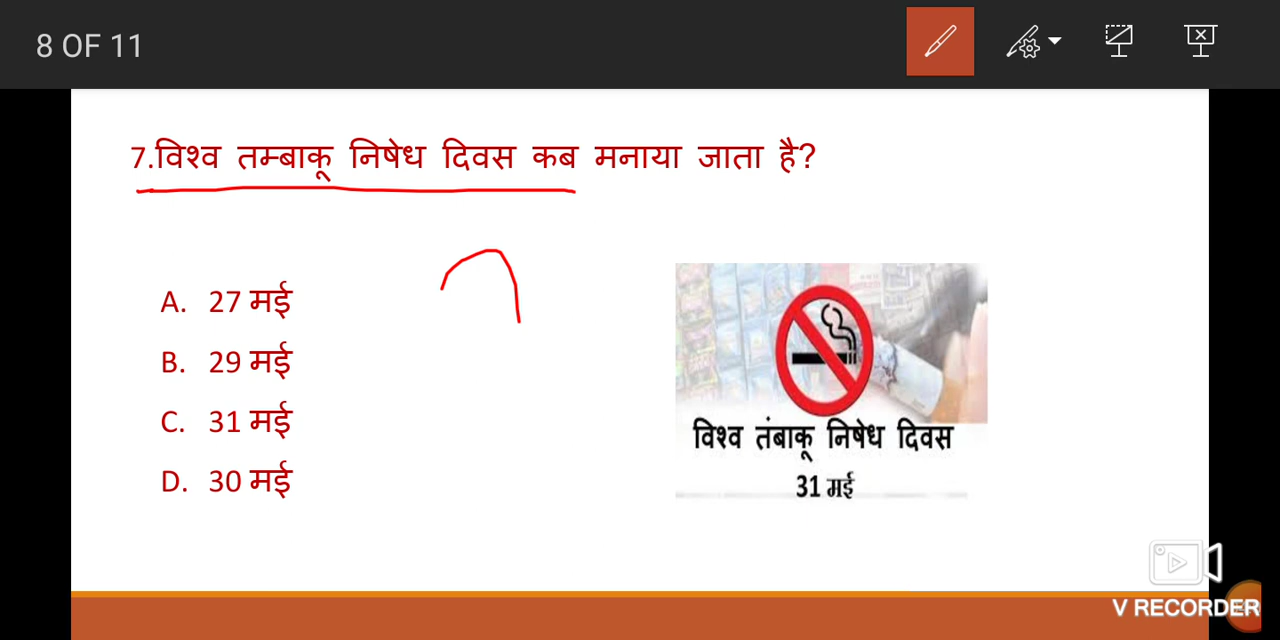 8 OF 11
7.विश्व तम्बाकू निषेध दिवस कब मनाया जाता है?
A. 27 मई
B. 29 मई
C. 31 मई
D. 30 मई
विश्व तंबाकू निषेध दिवस
31 मई
V RECORDER